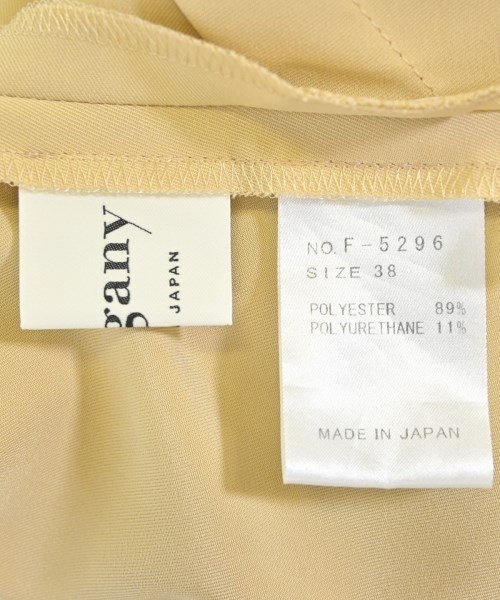 gany
JAPAN
NO. F-5296
SIZE 38
POLYESTER 89%
POLYURETHANE 11%
MADE IN JAPAN